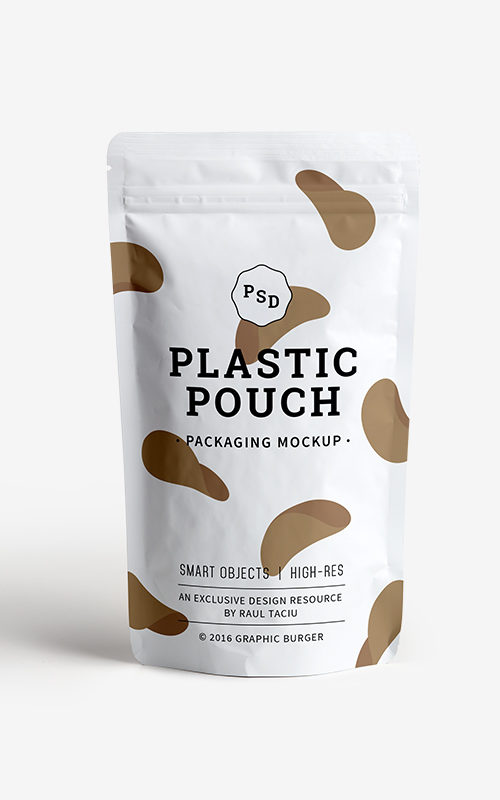 PSD
PLASTIC
POUCH
· PACKAGING MOCKUP ·
SMART OBJECTS | HIGH-RES
AN EXCLUSIVE DESIGN RESOURCE
BY RAUL TACIU
© 2016 GRAPHIC BURGER